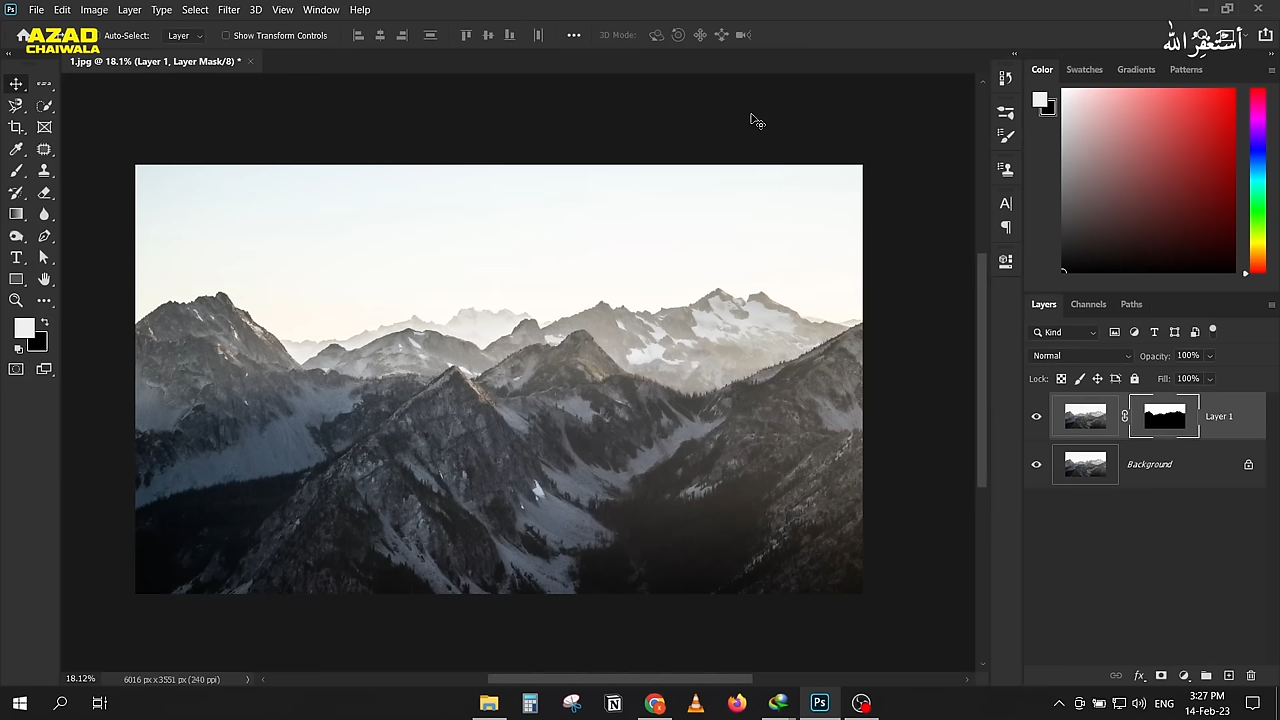 File Edit Image Layer Type Select Filter 3D View Window Help
AZAD
CHAIWALA
Auto-Select: Layer Show Transform Controls 3D Mode:
أستغفر الله
1.jpg @ 18.1% (Layer 1, Layer Mask/8) *
Color Swatches Gradients Patterns
Layers Channels Paths
Kind
Normal Opacity: 100%
Lock: Fill: 100%
Layer 1
Background
18.12% 6016 px x 3551 px (240 ppi)
ENG
3:27 PM
14-Feb-23